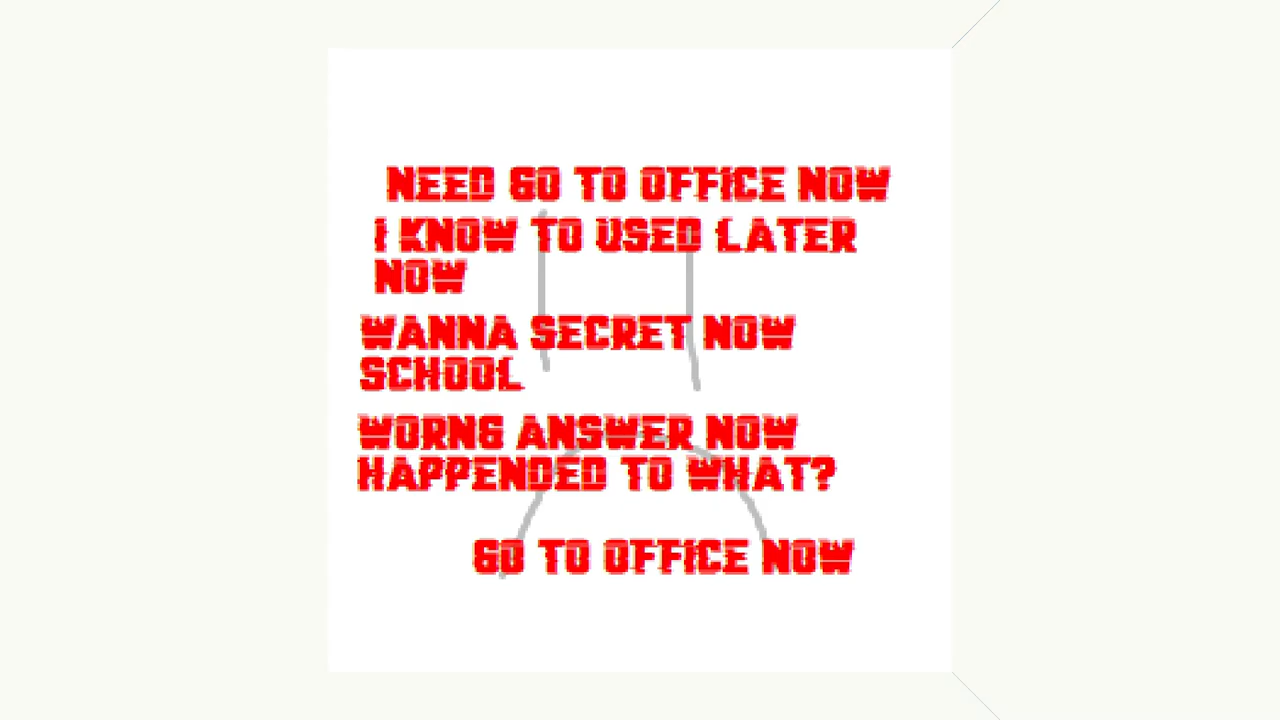 NEED GO TO OFFICE NOW
I KNOW TO USED LATER
NOW
WANNA SECRET NOW
SCHOOL
WORNG ANSWER NOW
HAPPENDED TO WHAT?
GO TO OFFICE NOW